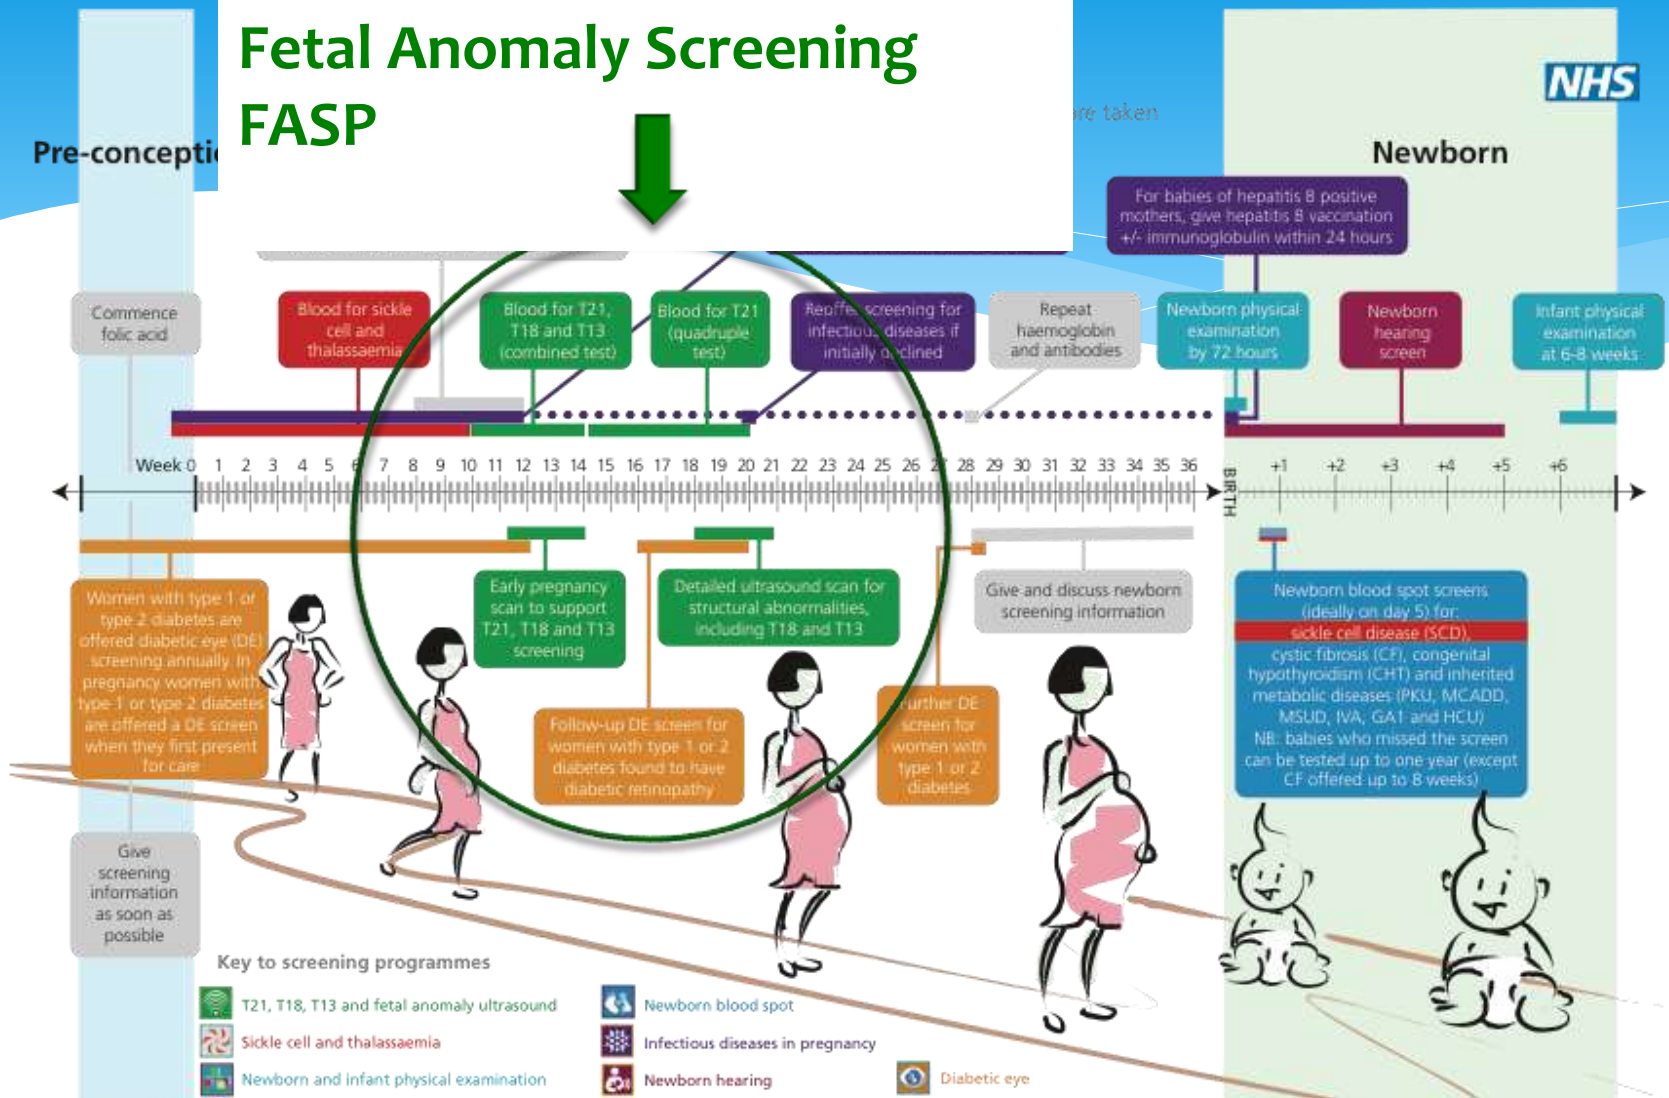 Fetal Anomaly Screening
FASP
NHS
are taken
Pre-concepti
Newborn
For babies of hepatitis B positive
mothers, give hepatitis B vaccination
+/- immunoglobulin within 24 hours
Commence
folic acid
Blood for sickle
cell and
thalassaemia
Blood for T21,
T18 and T13
(combined test)
Blood for T21
(quadruple
test)
Reoffer screening for
infectious diseases if
initially declined
Repeat
haemoglobin
and antibodies
Newborn physical
examination
by 72 hours
Newborn
hearing
screen
Infant physical
examination
at 6-8 weeks
Week 0 1 2 3 4 5 6 7 8 9 10 11 12 13 14 15 16 17 18 19 20 21 22 23 24 25 26 27 28 29 30 31 32 33 34 35 36
BIRTH
+1 +2 +3 +4 +5 +6
Women with type 1 or
type 2 diabetes are
offered diabetic eye (DE)
screening annually. In
pregnancy women with
type 1 or type 2 diabetes
are offered a DE screen
when they first present
for care
Early pregnancy
scan to support
T21, T18 and T13
screening
Detailed ultrasound scan for
structural abnormalities,
including T18 and T13
Give and discuss newborn
screening information
Newborn blood spot screens
(ideally on day 5) for:
sickle cell disease (SCD),
cystic fibrosis (CF), congenital
hypothyroidism (CHT) and inherited
metabolic diseases (PKU, MCADD,
MSUD, IVA, GA1 and HCU)
NB: babies who missed the screen
can be tested up to one year (except
CF offered up to 8 weeks)
Follow-up DE screen for
women with type 1 or 2
diabetes found to have
diabetic retinopathy
Further DE
screen for
women with
type 1 or 2
diabetes
Give
screening
information
as soon as
possible
Key to screening programmes
T21, T18, T13 and fetal anomaly ultrasound
Sickle cell and thalassaemia
Newborn and infant physical examination
Newborn blood spot
Infectious diseases in pregnancy
Newborn hearing
Diabetic eye